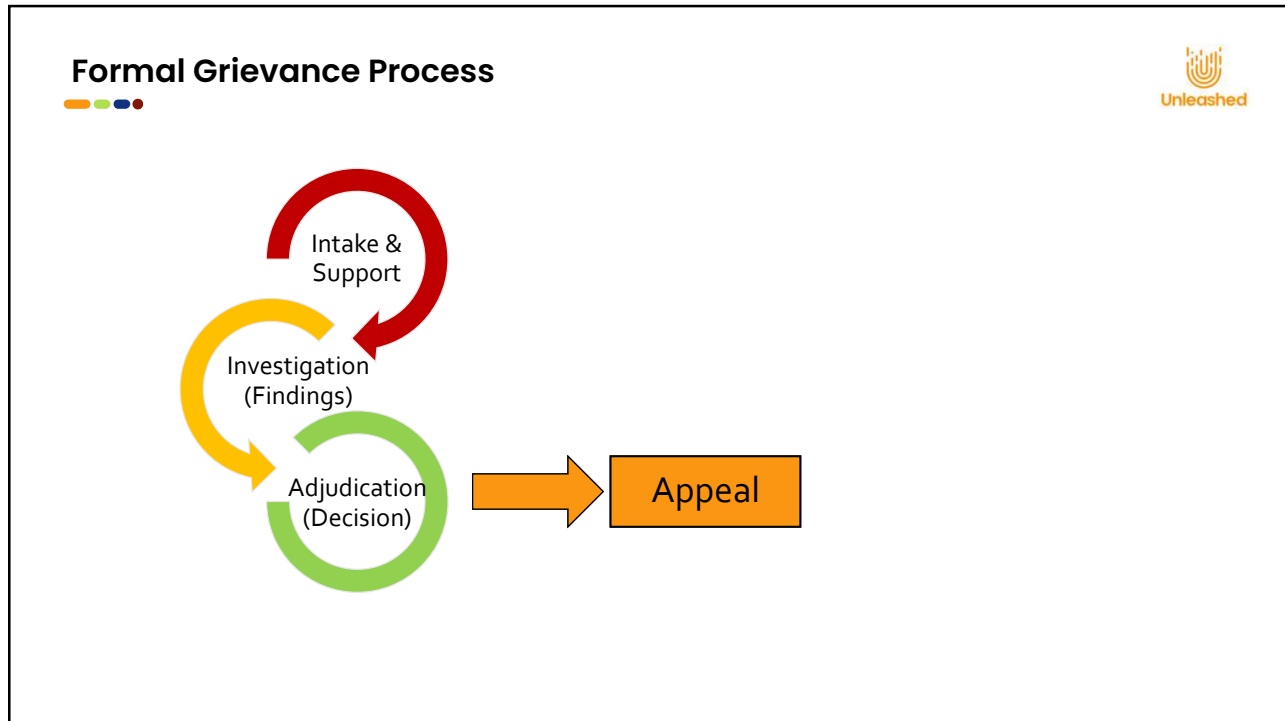 Formal Grievance Process
Unleashed
Intake &
Support
Investigation
(Findings)
Adjudication
(Decision)
Appeal